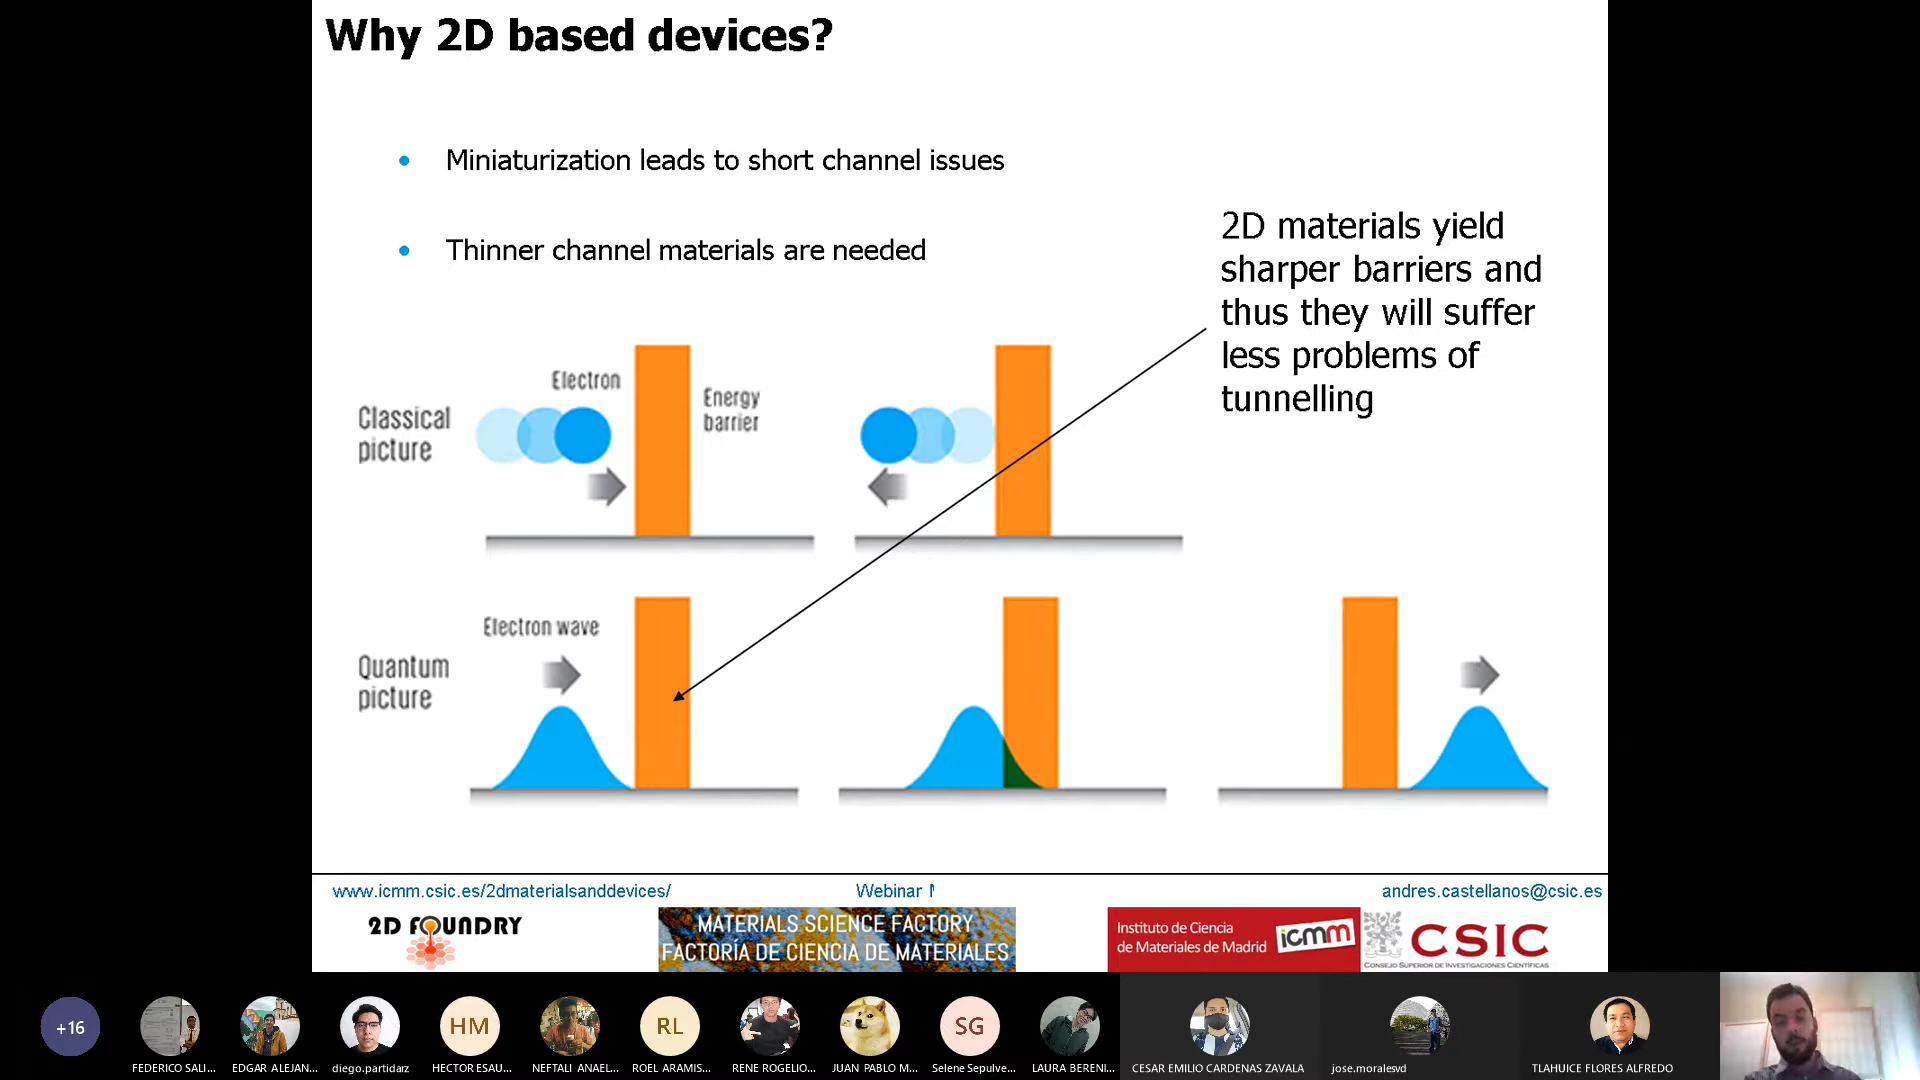 Why 2D based devices?
• Miniaturization leads to short channel issues
• Thinner channel materials are needed
2D materials yield
sharper barriers and
thus they will suffer
less problems of
tunnelling
Classical
picture
Electron
Energy
barrier
Quantum
picture
Electron wave
www.icmm.csic.es/2dmaterialsanddevices/
Webinar
andres.castellanos@csic.es
2D FOUNDRY
MATERIALS SCIENCE FACTORY
FACTORÍA DE CIENCIA DE MATERIALES
Instituto de Ciencia
de Materiales de Madrid
icmm
CSIC
CONSEJO SUPERIOR DE INVESTIGACIONES CIENTÍFICAS
+16
HM
RL
SG
FEDERICO SALI...
EDGAR ALEJAN...
diego.partidarz
HECTOR ESAU...
NEFTALI ANAEL...
ROEL ARAMIS...
RENE ROGELIO...
JUAN PABLO M...
Selene Sepulve...
LAURA BERENI...
CESAR EMILIO CARDENAS ZAVALA
jose.moralesvd
TLAHUICE FLORES ALFREDO